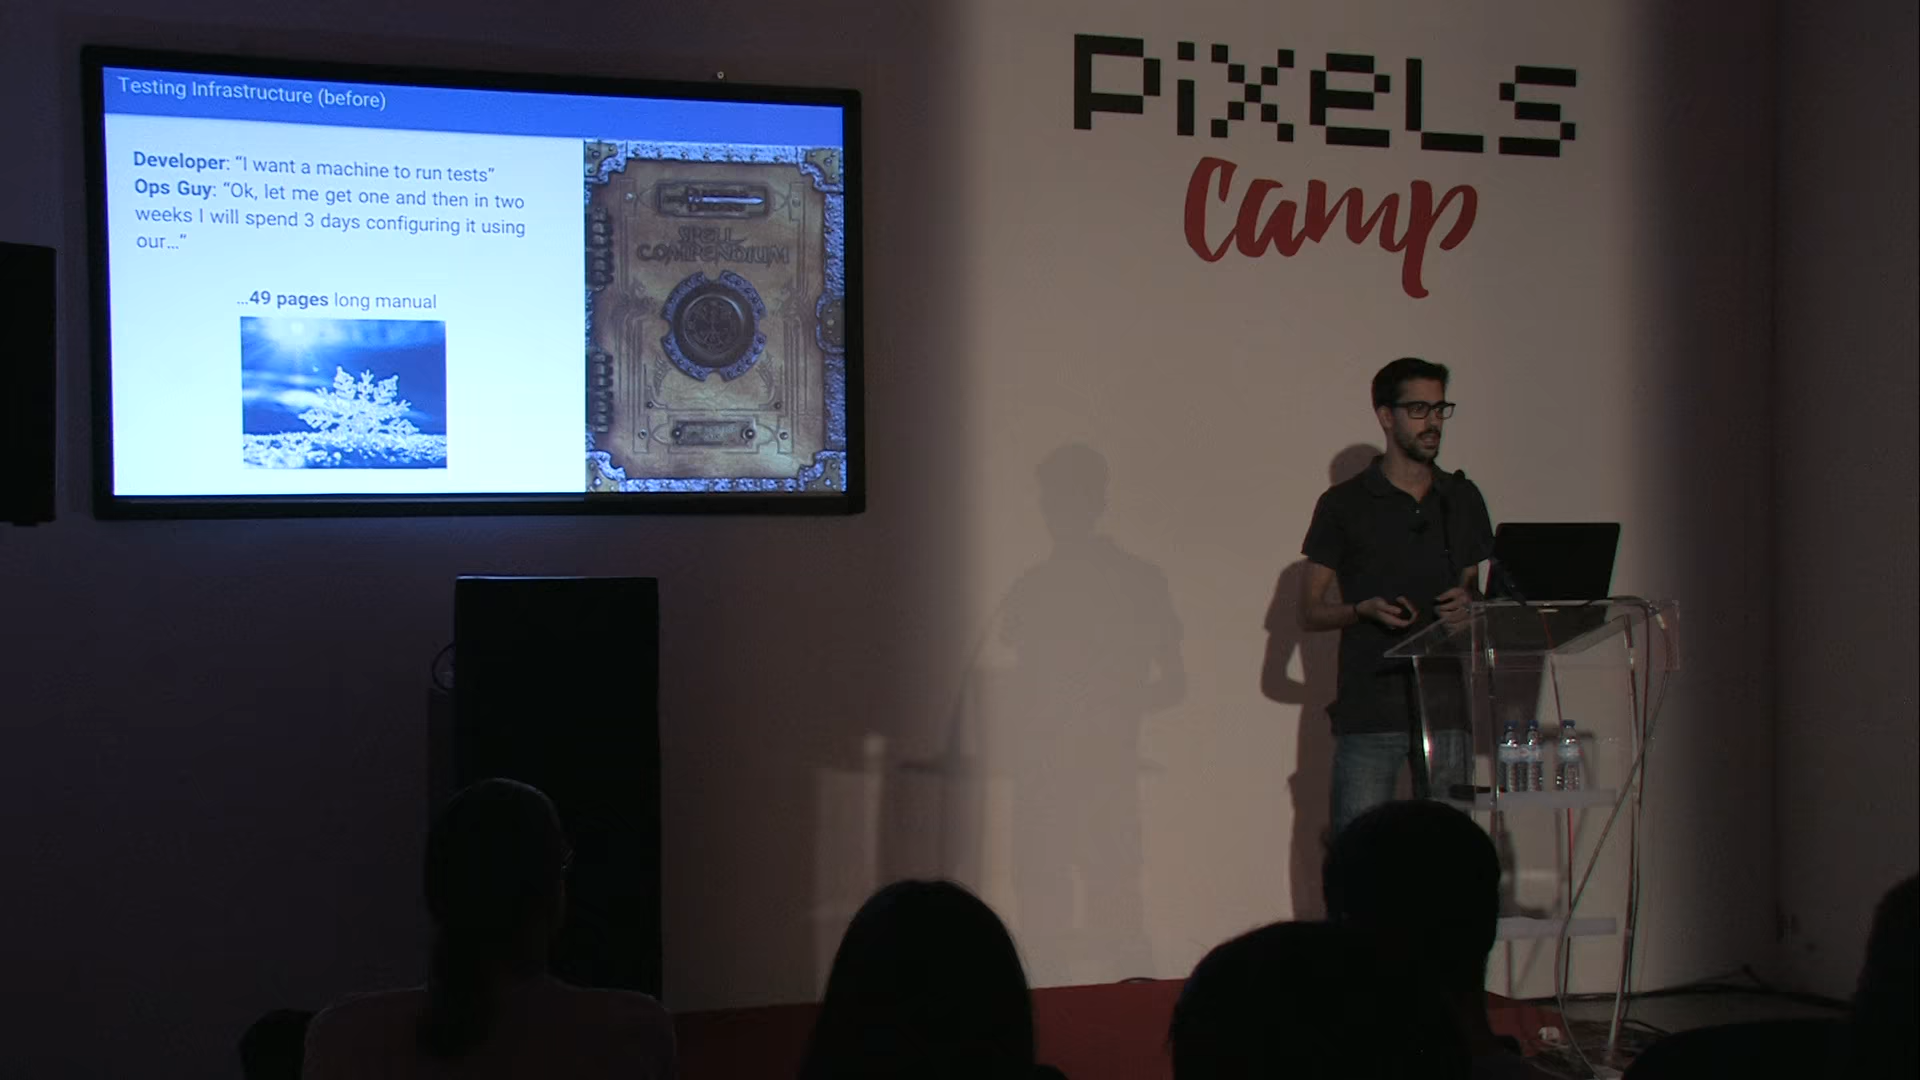 Testing Infrastructure (before)
Developer: “I want a machine to run tests”
Ops Guy: “Ok, let me get one and then in two
weeks I will spend 3 days configuring it using
our...”
...49 pages long manual
SPELL
COMPENDIUM
PIXELS
Camp